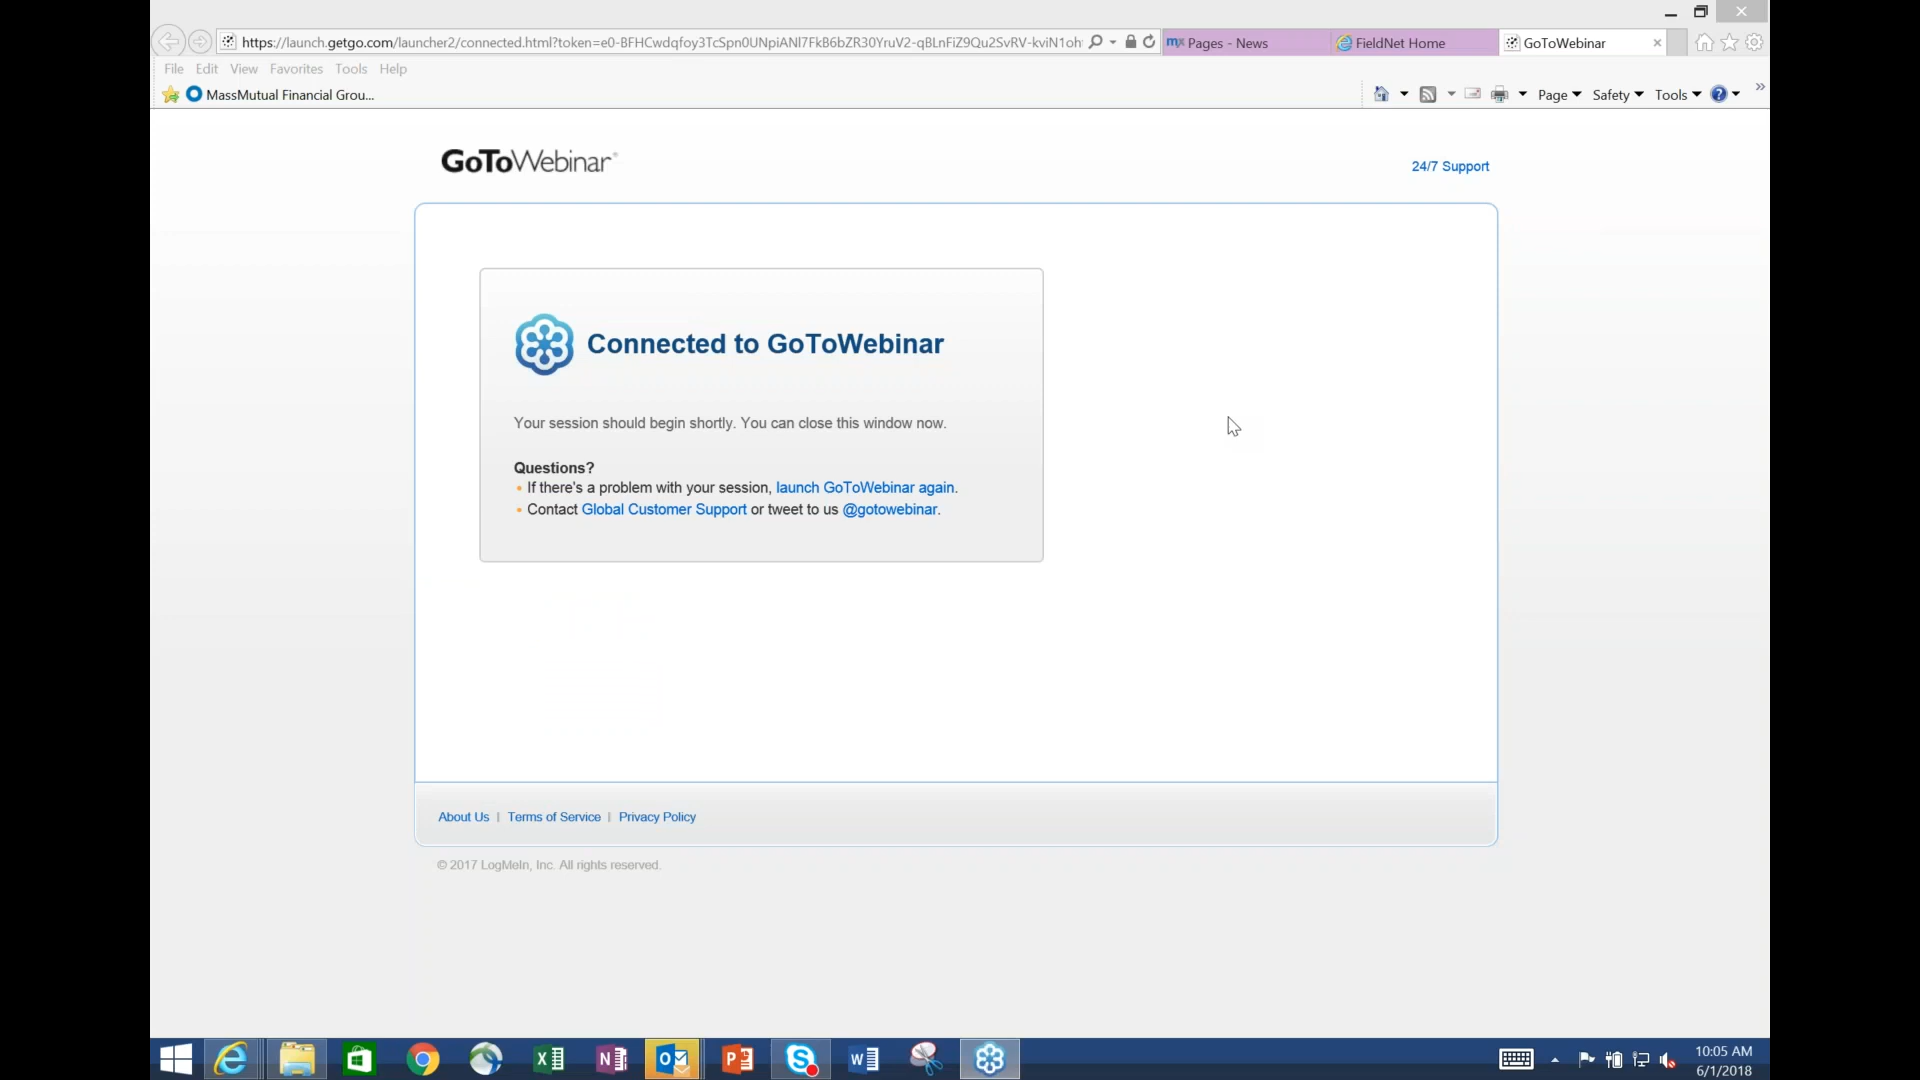 https://launch.getgo.com/launcher2/connected.html?token=e0-BFHCwdqfoy3TcSpn0UNpiANI7FkB6bZR30YruV2-qBLnFiZ9Qu2SvRV-kviN1oh
mx Pages - News
FieldNet Home
GoToWebinar
File Edit View Favorites Tools Help
MassMutual Financial Grou...
Page Safety Tools
GoToWebinar
24/7 Support
Connected to GoToWebinar
Your session should begin shortly. You can close this window now.
Questions?
• If there's a problem with your session, launch GoToWebinar again.
• Contact Global Customer Support or tweet to us @gotowebinar.
About Us | Terms of Service | Privacy Policy
© 2017 LogMeIn, Inc. All rights reserved.
10:05 AM
6/1/2018